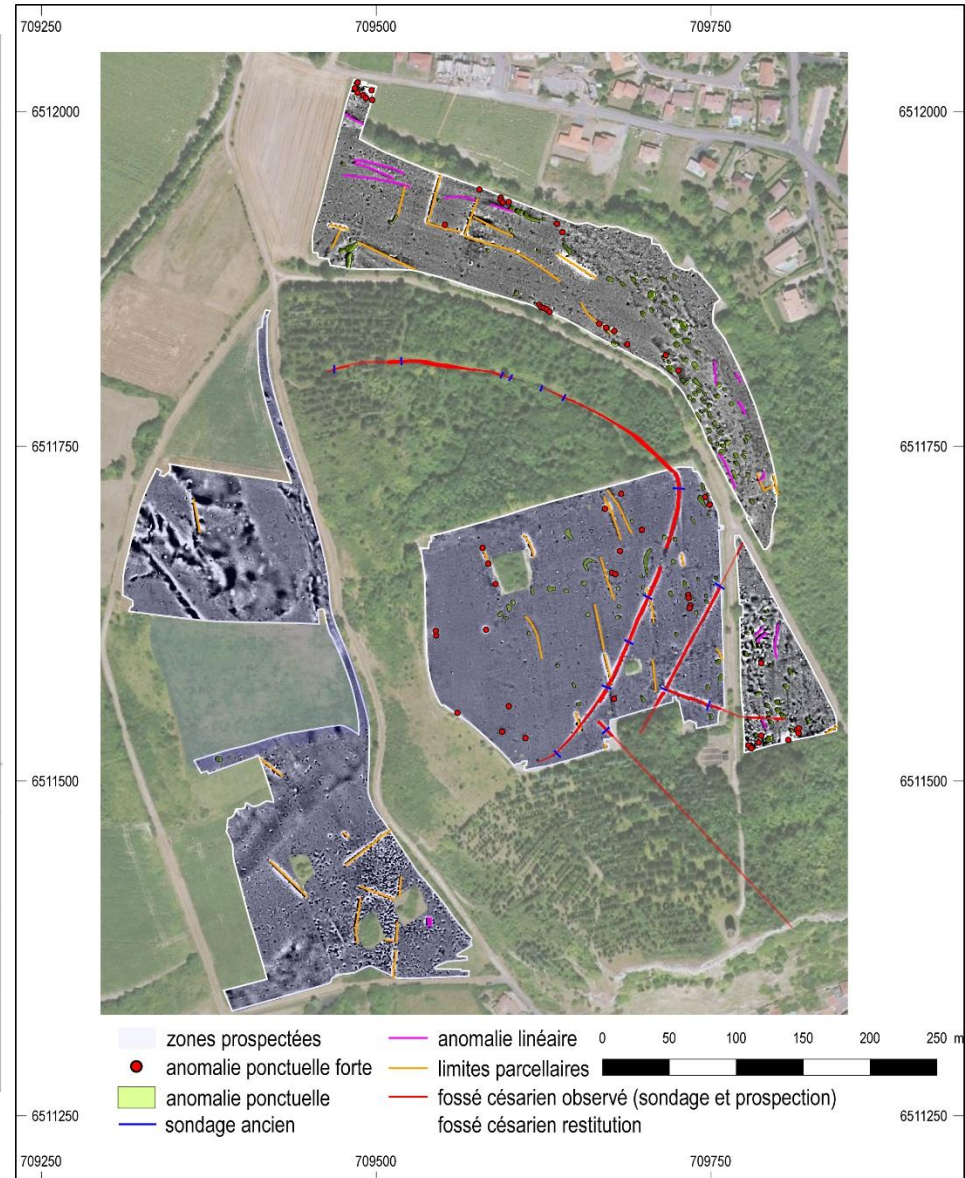 709250 709500 709750
6512000 6512000
6511750 6511750
6511500 6511500
zones prospectées anomalie linéaire 0 50 100 150 200 250 m
anomalie ponctuelle forte limites parcellaires
anomalie ponctuelle fossé césarien observé (sondage et prospection)
6511250 6511250
sondage ancien fossé césarien restitution
709250 709500 709750